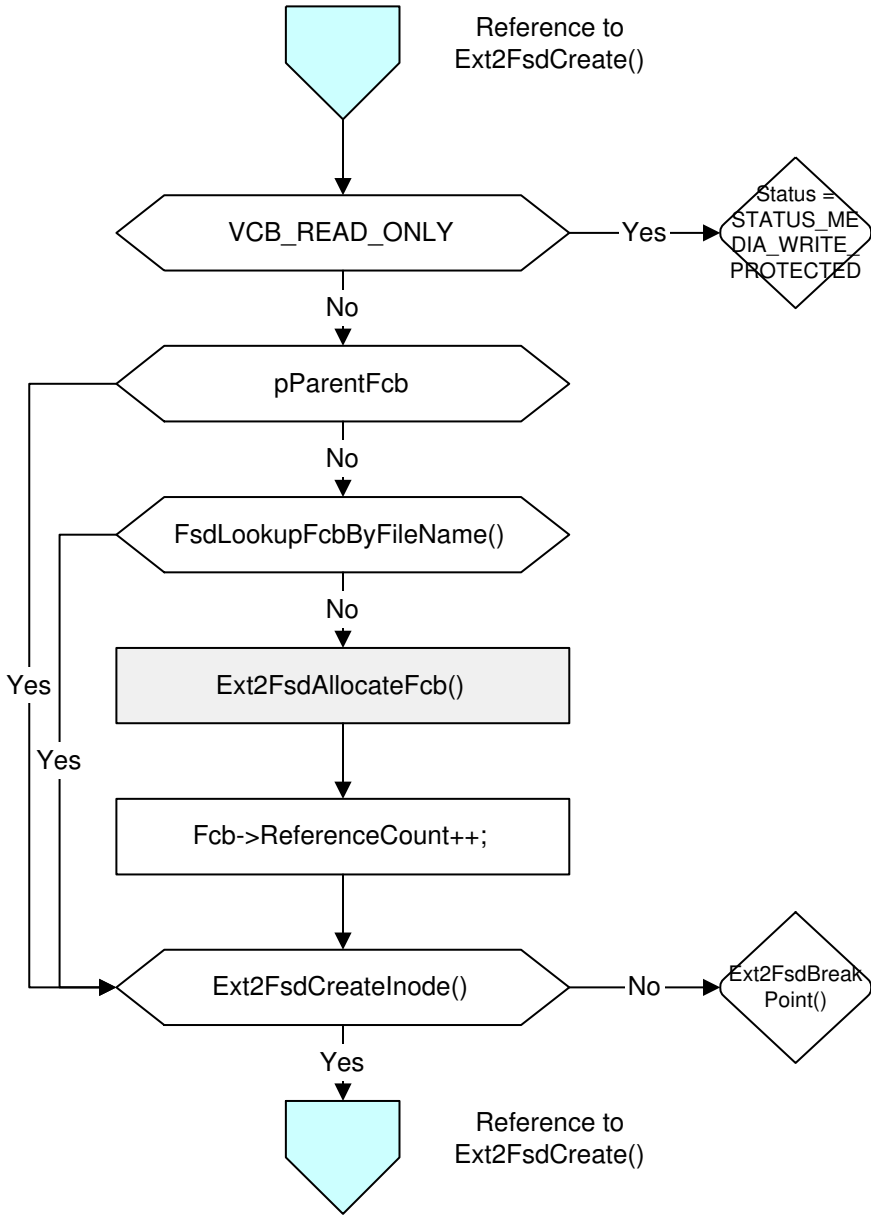 Reference to
Ext2FsdCreate()
VCB_READ_ONLY
Yes
Status =
STATUS_ME
DIA_WRITE_
PROTECTED
No
pParentFcb
No
FsdLookupFcbByFileName()
No
Ext2FsdAllocateFcb()
Yes
Yes
Fcb->ReferenceCount++;
Ext2FsdCreateInode()
No
Ext2FsdBreak
Point()
Yes
Reference to
Ext2FsdCreate()